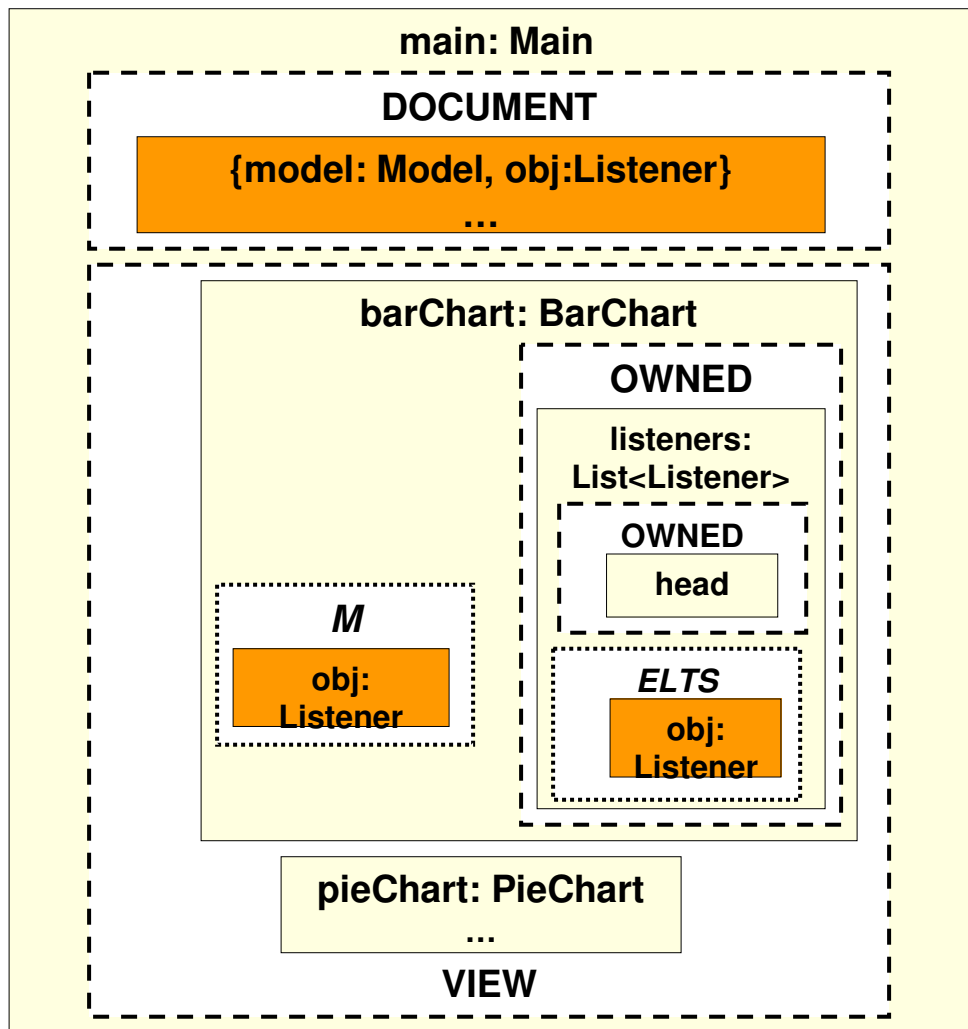 main: Main
DOCUMENT
{model: Model, obj:Listener}
...
barChart: BarChart
OWNED
listeners:
List<Listener>
OWNED
head
M
obj:
Listener
ELTS
obj:
Listener
pieChart: PieChart
...
VIEW